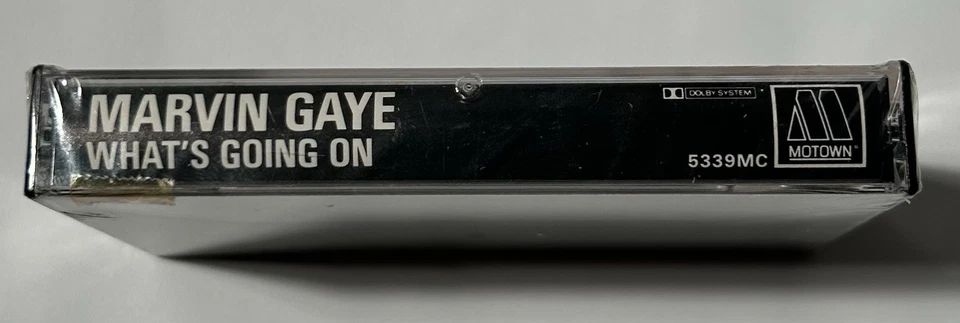 MARVIN GAYE
WHAT'S GOING ON
DOLBY SYSTEM
5339MC
MOTOWN